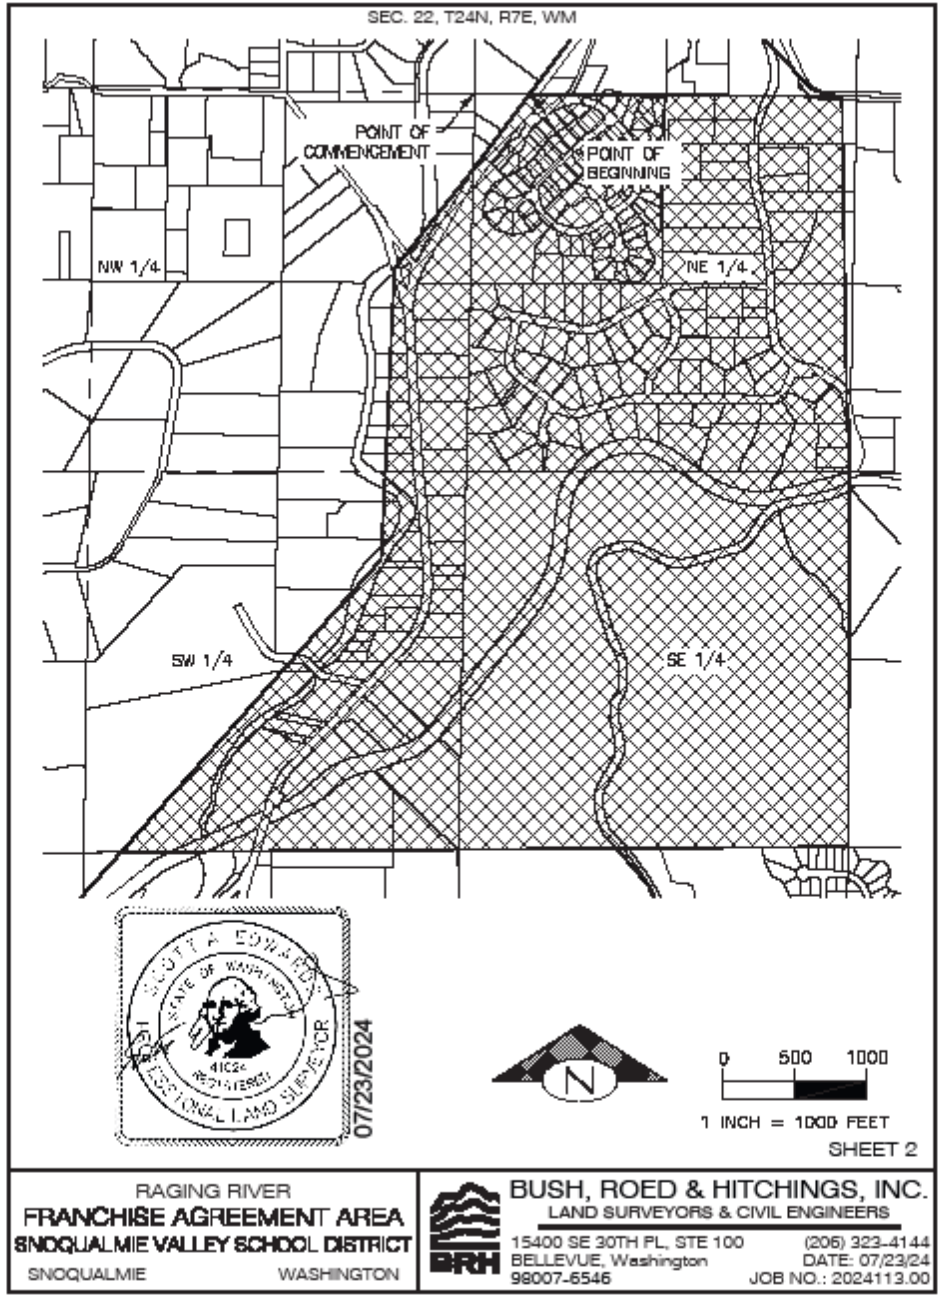 SEC. 22, T24N, R7E, WM
POINT OF
COMMENCEMENT
POINT OF
BEGINNING
NW 1/4
NE 1/4
SW 1/4
SE 1/4
SCOTT A EDWARDS
STATE OF WASHINGTON
REGISTERED
PROFESSIONAL LAND SURVEYOR
07/23/2024
N
0 500 1000
1 INCH = 1000 FEET
SHEET 2
RAGING RIVER
FRANCHISE AGREEMENT AREA
SNOQUALMIE VALLEY SCHOOL DISTRICT
SNOQUALMIE WASHINGTON
BRH
BUSH, ROED & HITCHINGS, INC.
LAND SURVEYORS & CIVIL ENGINEERS
15400 SE 30TH PL, STE 100 (206) 323-4144
BELLEVUE, Washington DATE: 07/23/24
98007-6546 JOB NO.: 2024113.00